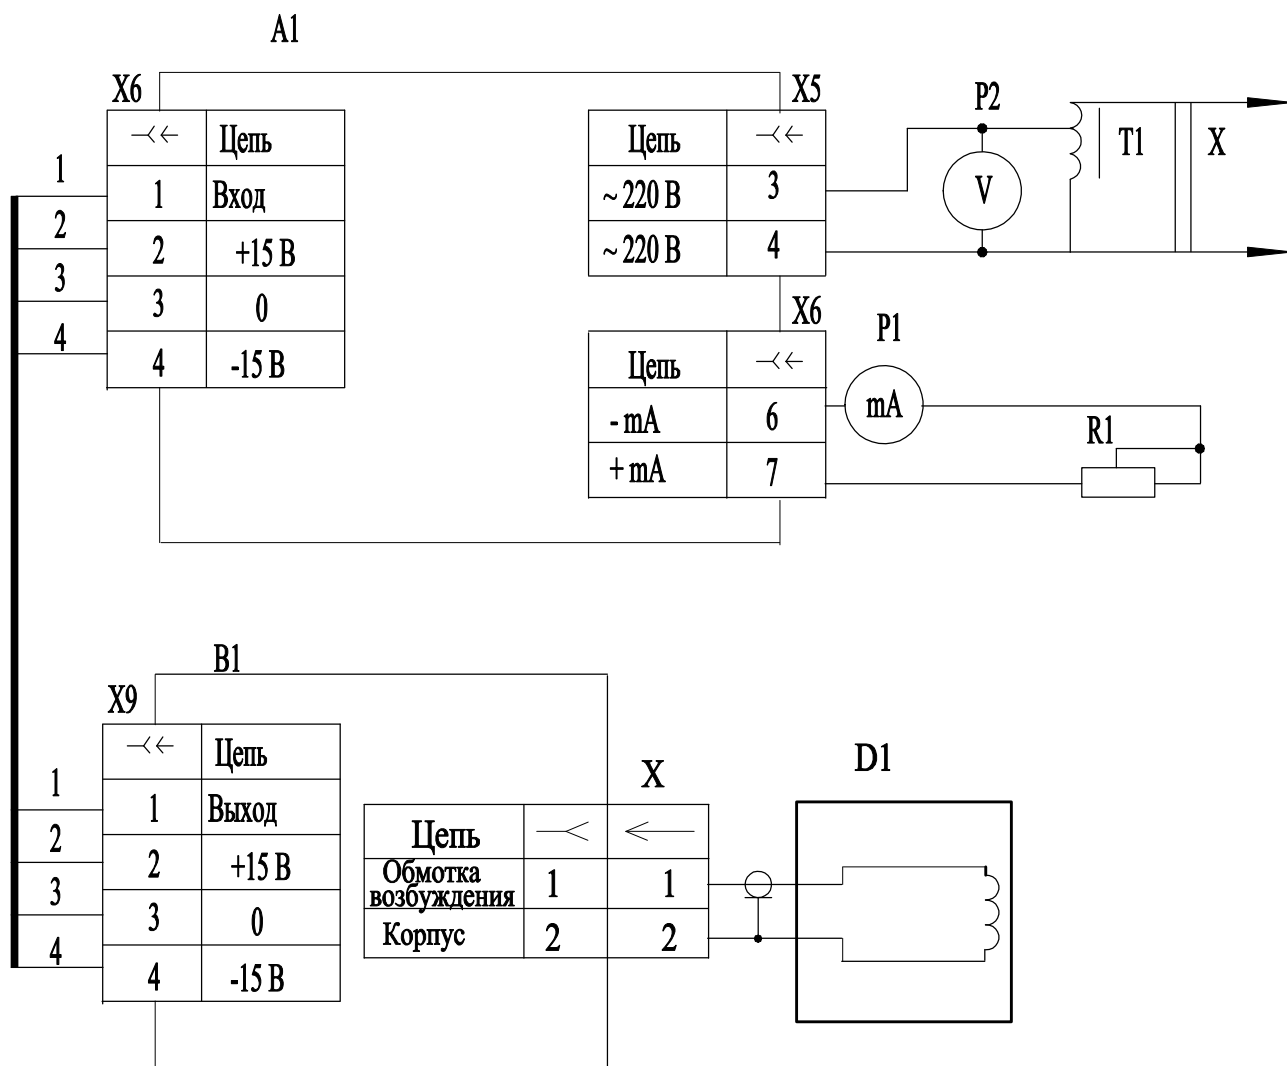 A1
X6
Цепь
1
1 Вход
2
2 +15 В
3
3 0
4
4 -15 В
X5
Цепь
~ 220 В 3
~ 220 В 4
P2
V
T1
X
X6
Цепь
- mA 6
+ mA 7
P1
mA
R1
B1
X9
Цепь
1
1 Выход
2
2 +15 В
3
3 0
4
4 -15 В
X
Цепь
Обмотка
возбуждения 1 1
Корпус 2 2
D1